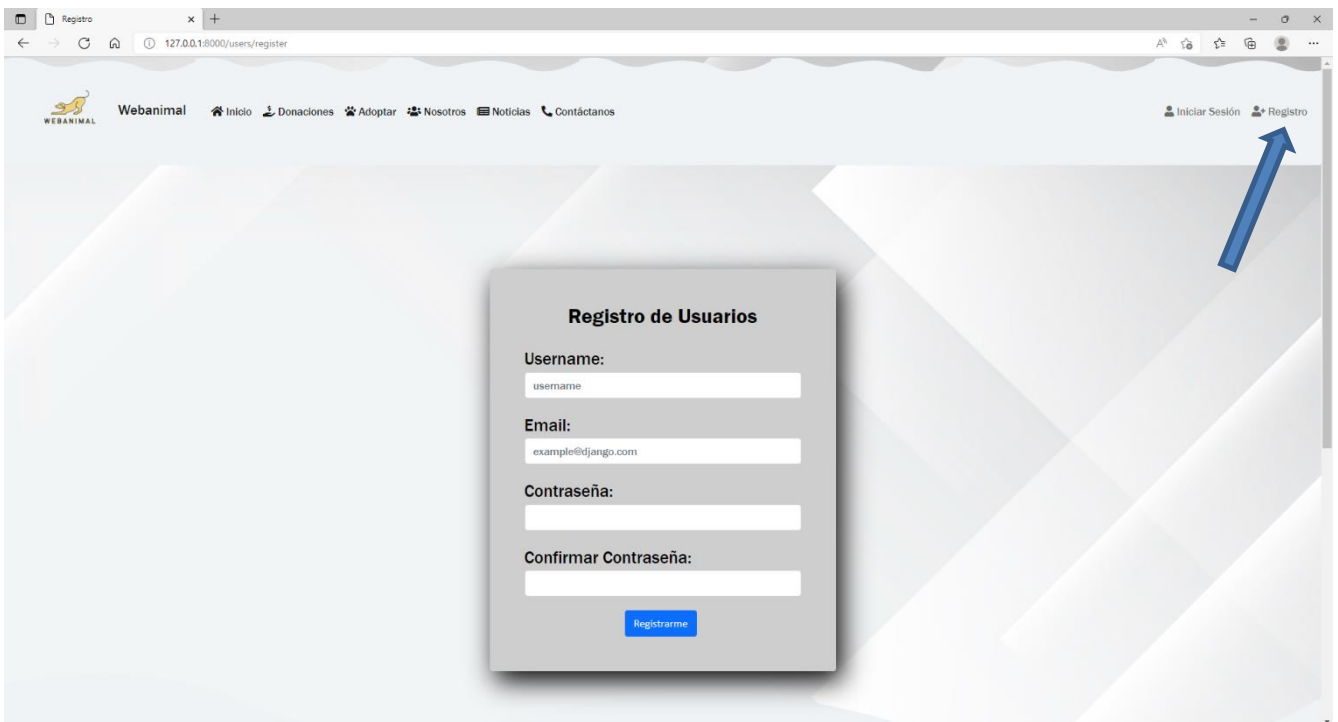 Registro
127.0.0.1:8000/users/register
WEBANIMAL
Webanimal Inicio Donaciones Adoptar Nosotros Noticias Contáctanos Iniciar Sesión Registro
Registro de Usuarios
Username:
username
Email:
example@django.com
Contraseña:
Confirmar Contraseña:
Registrarme